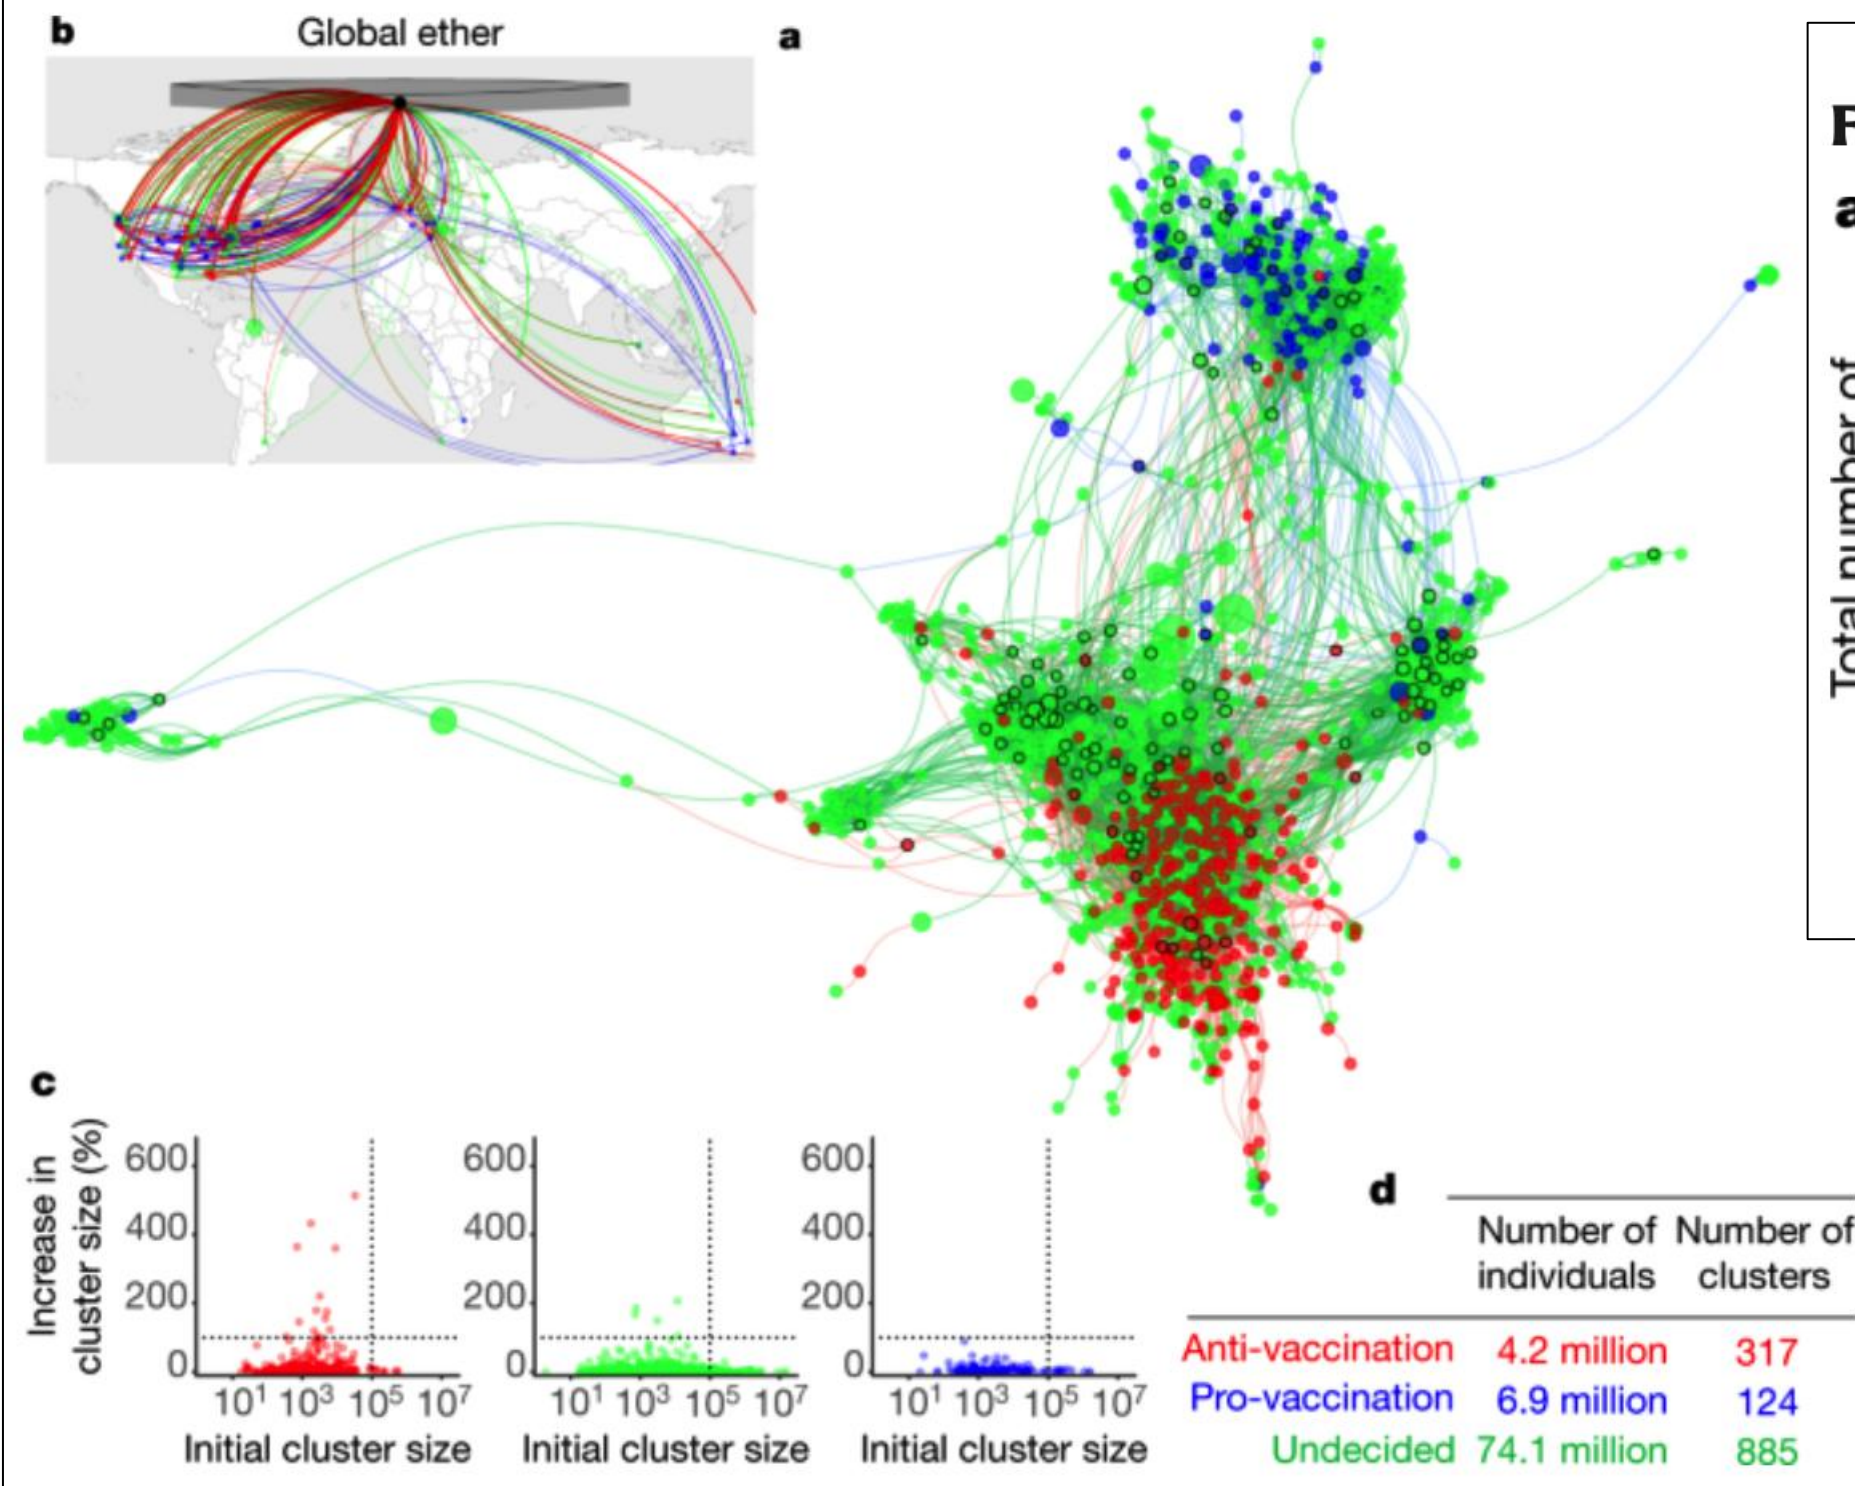 b
Global ether
a
F
a
Total number of
c
Increase in
cluster size (%)
600
400
200
0
10¹ 10³ 10⁵ 10⁷
Initial cluster size
600
400
200
0
10¹ 10³ 10⁵ 10⁷
Initial cluster size
600
400
200
0
10¹ 10³ 10⁵ 10⁷
Initial cluster size
d
Number of individuals
Number of clusters
Anti-vaccination 4.2 million 317
Pro-vaccination 6.9 million 124
Undecided 74.1 million 885